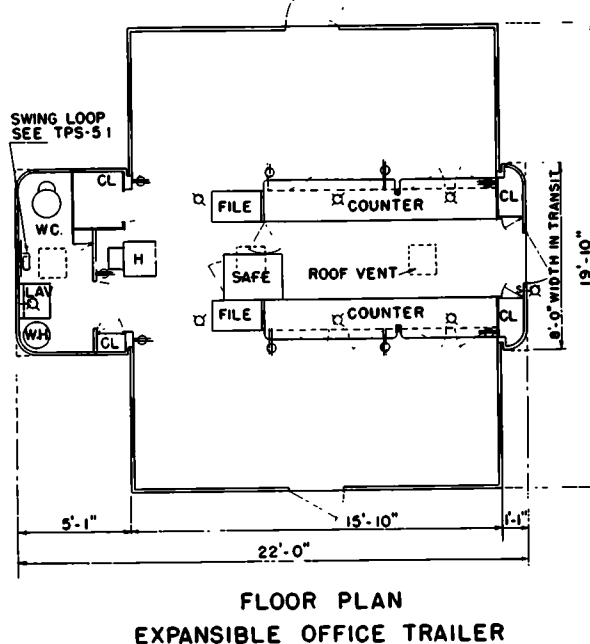 SWING LOOP
SEE TPS-51
CL
CL
W.C.
FILE
COUNTER
H
SAFE
ROOF VENT
8'-0" WIDTH IN TRANSIT
19'-10"
LAV
S
FILE
COUNTER
CL
W.H.
CL
5'-1"
15'-10"
1'-1"
22'-0"
FLOOR PLAN
EXPANSIBLE OFFICE TRAILER